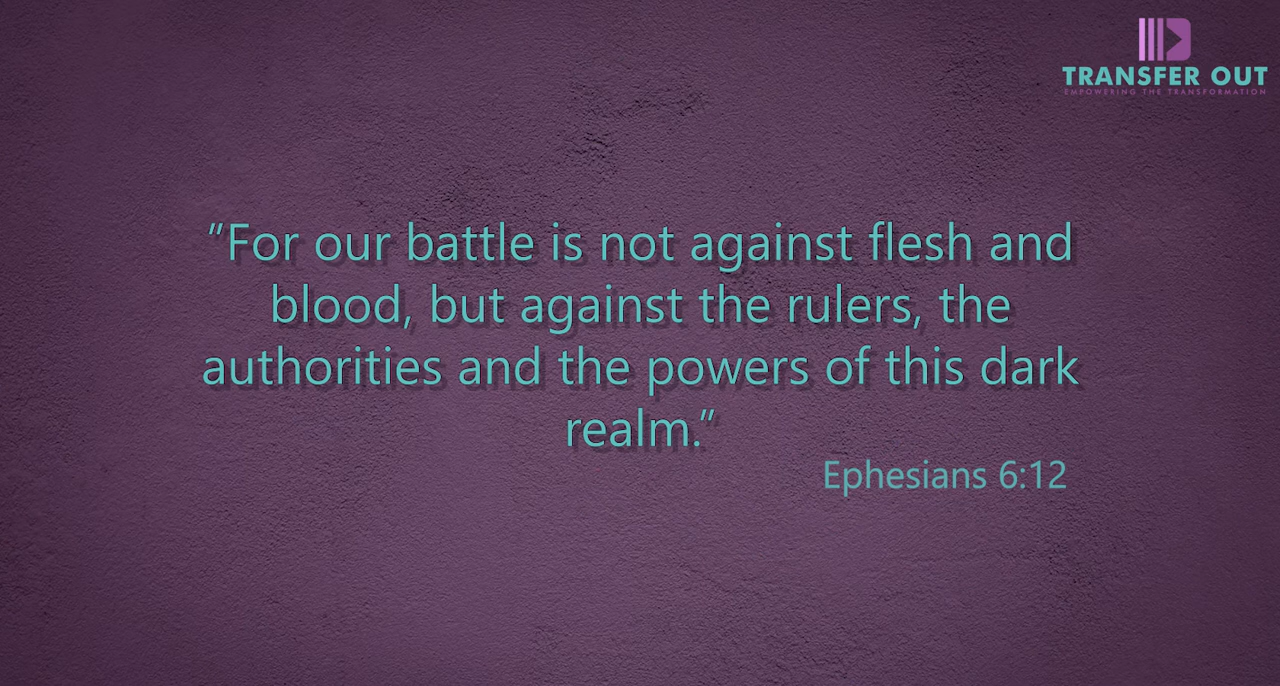 TRANSFER OUT
EMPOWERING THE TRANSFORMATION
"For our battle is not against flesh and
blood, but against the rulers, the
authorities and the powers of this dark
realm."
Ephesians 6:12